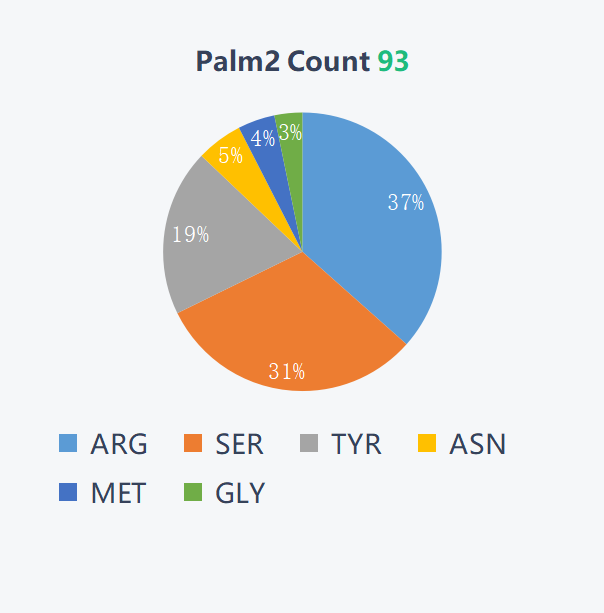 Palm2 Count 93
3%
4%
5%
37%
19%
31%
ARG SER TYR ASN
MET GLY